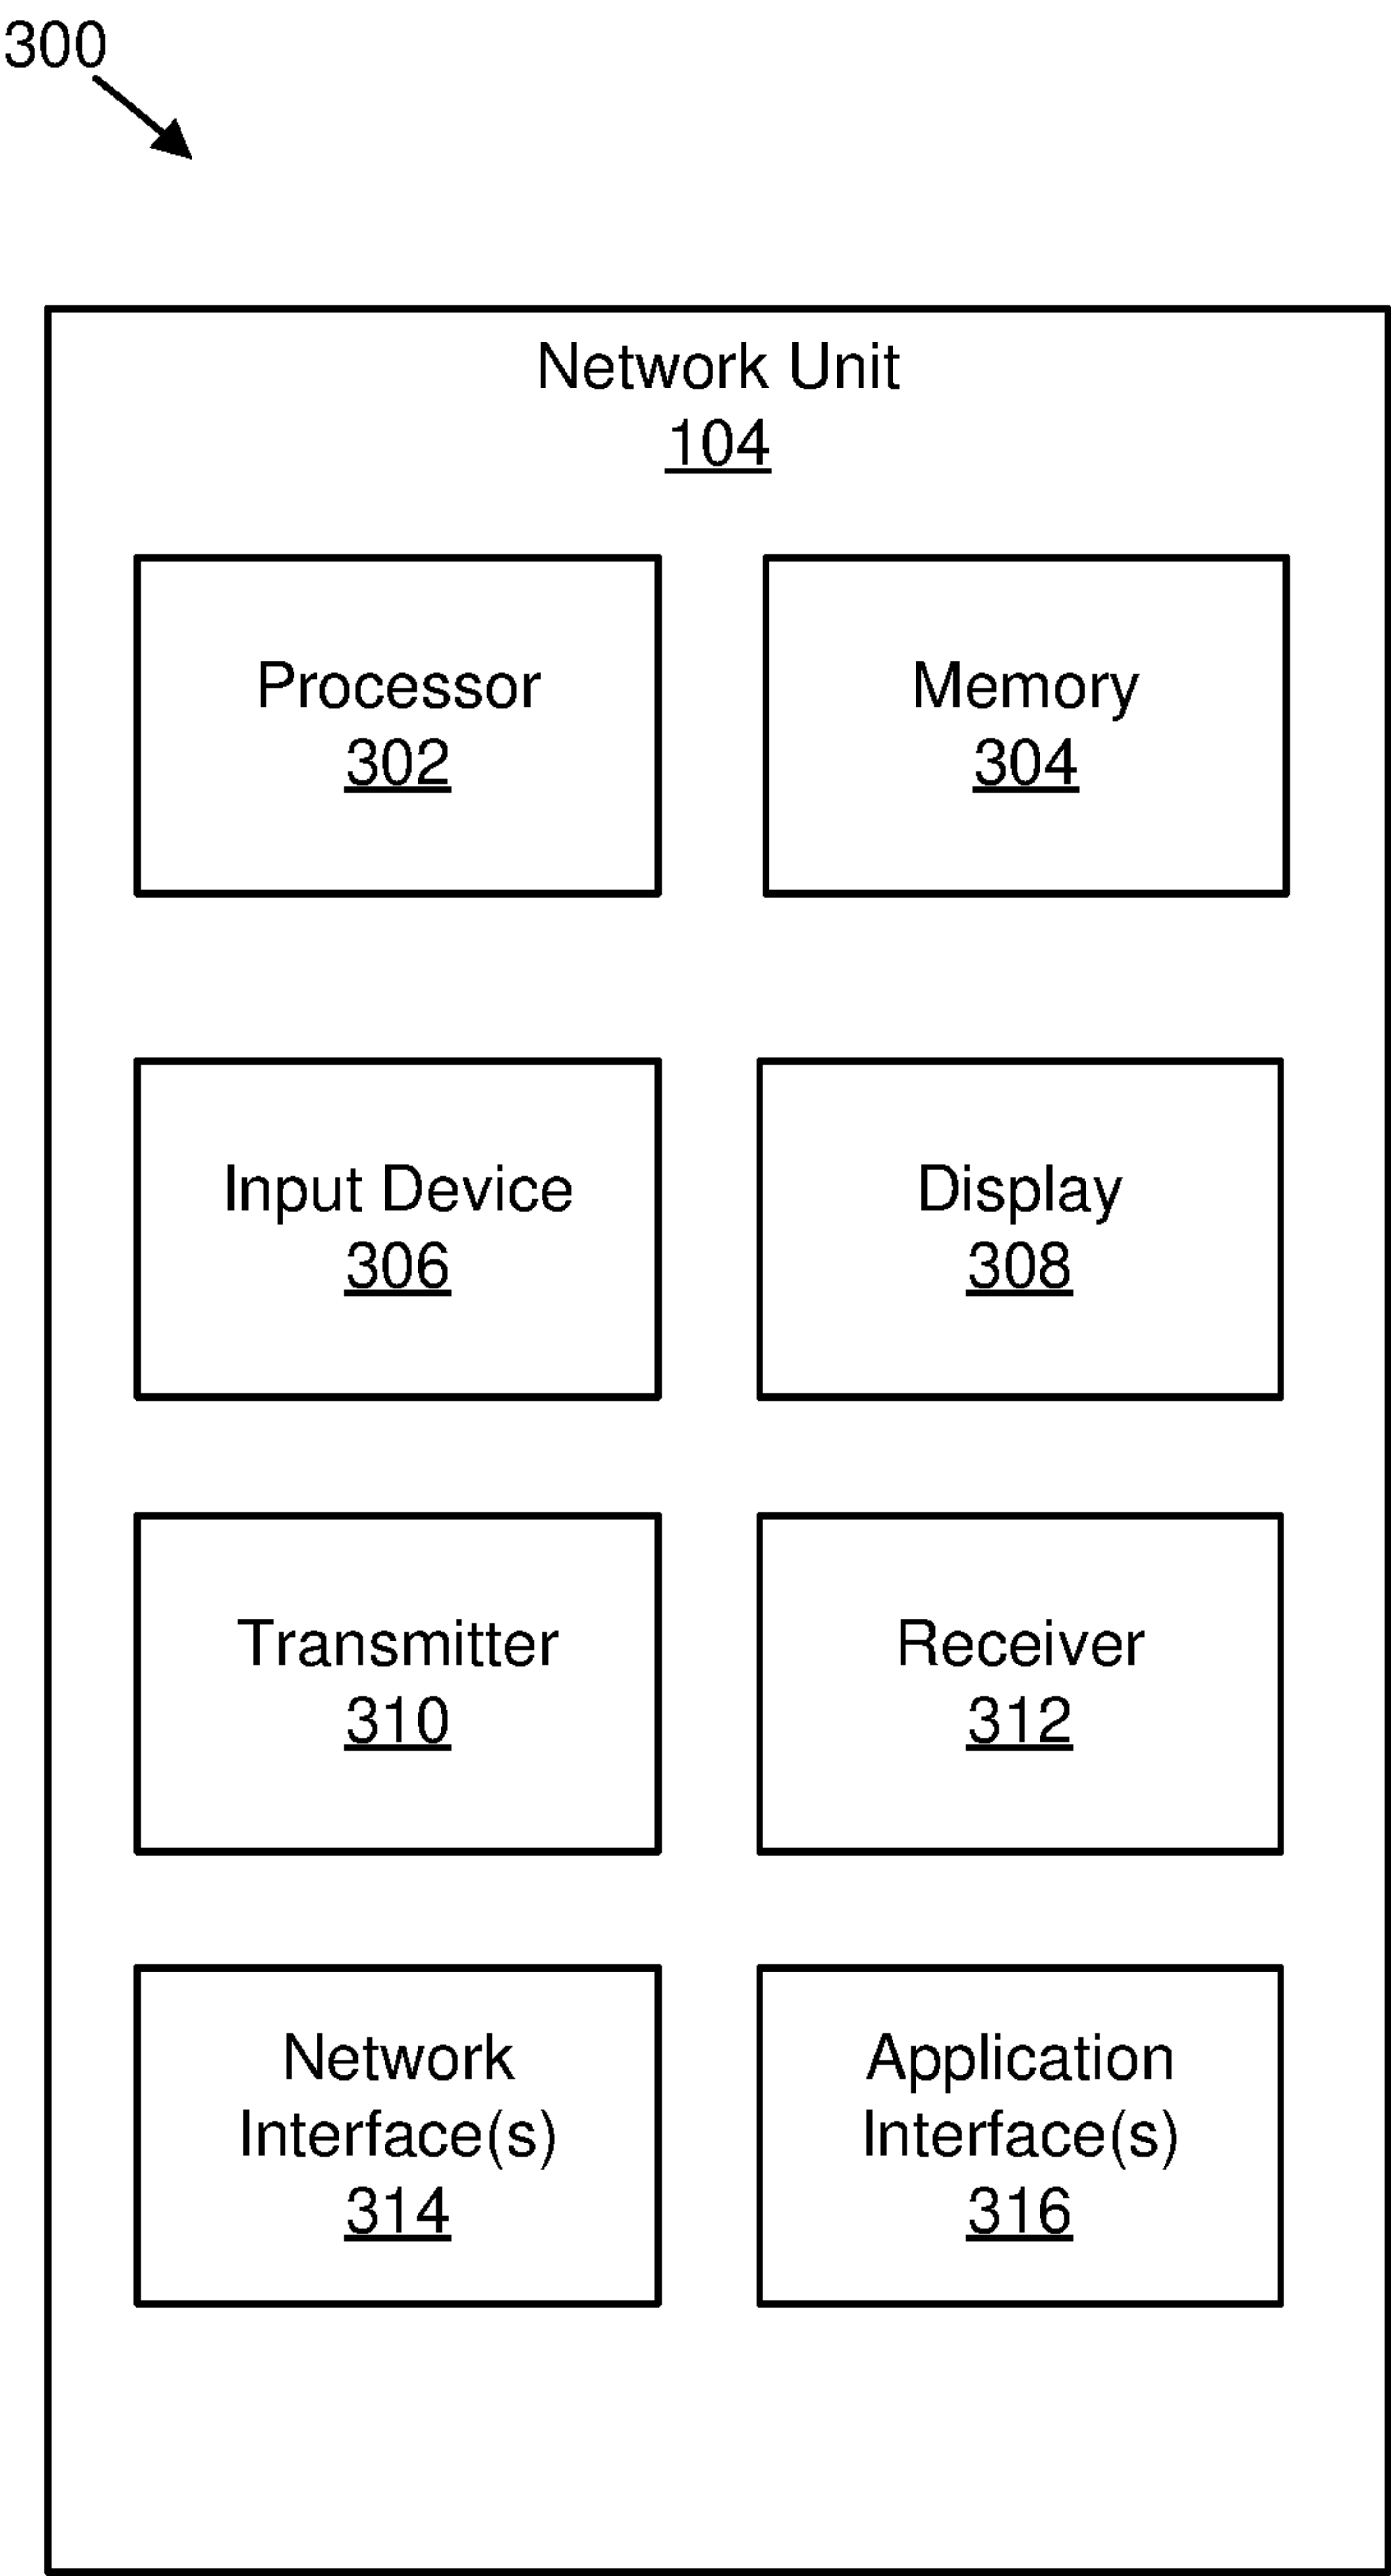 300
Network Unit
104
Processor
302
Memory
304
Input Device
306
Display
308
Transmitter
310
Receiver
312
Network
Interface(s)
314
Application
Interface(s)
316